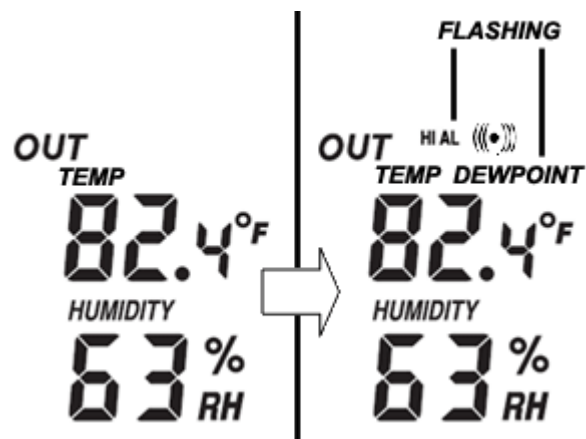 OUT
TEMP
82.4°F
HUMIDITY
63 %
RH
FLASHING
OUT HI AL
TEMP DEWPOINT
82.4°F
HUMIDITY
63 %
RH